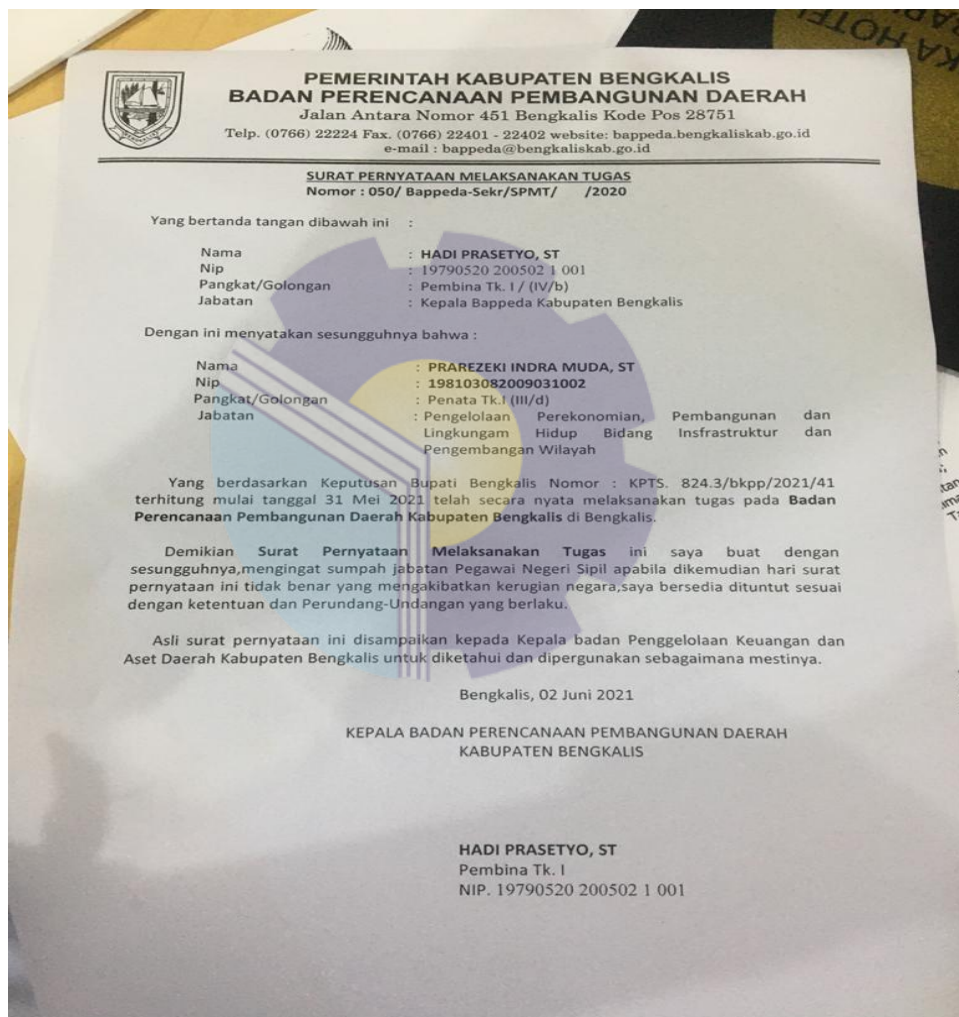 PEMERINTAH KABUPATEN BENGKALIS
BADAN PERENCANAAN PEMBANGUNAN DAERAH
Jalan Antara Nomor 451 Bengkalis Kode Pos 28751
Telp. (0766) 22224 Fax. (0766) 22401 - 22402 website: bappeda.bengkaliskab.go.id
e-mail : bappeda@bengkaliskab.go.id
SURAT PERNYATAAN MELAKSANAKAN TUGAS
Nomor : 050/ Bappeda-Sekr/SPMT/ /2020
Yang bertanda tangan dibawah ini :
Nama : HADI PRASETYO, ST
Nip : 19790520 200502 1 001
Pangkat/Golongan : Pembina Tk. I / (IV/b)
Jabatan : Kepala Bappeda Kabupaten Bengkalis
Dengan ini menyatakan sesungguhnya bahwa :
Nama : PRAREZEKI INDRA MUDA, ST
Nip : 198103082009031002
Pangkat/Golongan : Penata Tk.I (III/d)
Jabatan : Pengelolaan Perekonomian, Pembangunan dan
Lingkungam Hidup Bidang Insfrastruktur dan
Pengembangan Wilayah
Yang berdasarkan Keputusan Bupati Bengkalis Nomor : KPTS. 824.3/bkpp/2021/41
terhitung mulai tanggal 31 Mei 2021 telah secara nyata melaksanakan tugas pada Badan
Perencanaan Pembangunan Daerah Kabupaten Bengkalis di Bengkalis.
Demikian Surat Pernyataan Melaksanakan Tugas ini saya buat dengan
sesungguhnya,mengingat sumpah jabatan Pegawai Negeri Sipil apabila dikemudian hari surat
pernyataan ini tidak benar yang mengakibatkan kerugian negara,saya bersedia dituntut sesuai
dengan ketentuan dan Perundang-Undangan yang berlaku.
Asli surat pernyataan ini disampaikan kepada Kepala badan Penggelolaan Keuangan dan
Aset Daerah Kabupaten Bengkalis untuk diketahui dan dipergunakan sebagaimana mestinya.
Bengkalis, 02 Juni 2021
KEPALA BADAN PERENCANAAN PEMBANGUNAN DAERAH
KABUPATEN BENGKALIS
HADI PRASETYO, ST
Pembina Tk. I
NIP. 19790520 200502 1 001